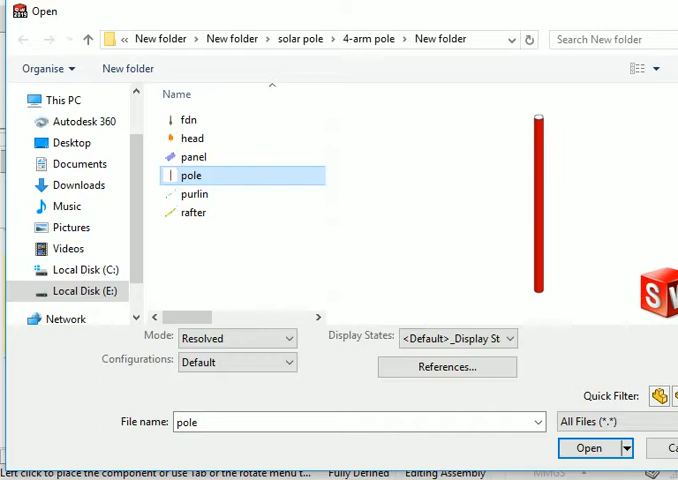 Open
« New folder > New folder > solar pole > 4-arm pole > New folder
Search New folder
Organise
New folder
Name
This PC
Autodesk 360
Desktop
Documents
Downloads
Music
Pictures
Videos
Local Disk (C:)
Local Disk (E:)
Network
fdn
head
panel
pole
purlin
rafter
SW
Mode: Resolved
Display States: <Default>_Display St
Configurations: Default
References...
Quick Filter:
File name: pole
All Files (*.*)
Open
Ca
Left click to place the component or use Tab or the rotate menu t...
Fully Defined
Editing Assembly
MMGS